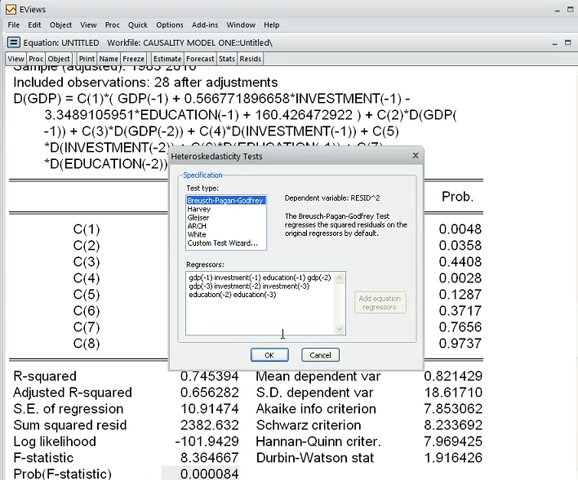 EViews
File Edit Object View Proc Quick Options Add-ins Window Help
Equation: UNTITLED Workfile: CAUSALITY MODEL ONE::Untitled\
View Proc Object Print Name Freeze Estimate Forecast Stats Resids
Sample (adjusted): 1983 2010
Included observations: 28 after adjustments
D(GDP) = C(1)*( GDP(-1) + 0.566771896658*INVESTMENT(-1) -
3.3489105951*EDUCATION(-1) + 160.426472922 ) + C(2)*D(GDP(
-1)) + C(3)*D(GDP(-2)) + C(4)*D(INVESTMENT(-1)) + C(5)
*D(INVESTMENT(-2))
*D(EDUCATION(-2))
Heteroskedasticity Tests
Specification
Test type:
Breusch-Pagan-Godfrey
Harvey
Glejser
ARCH
White
Custom Test Wizard...
Dependent variable: RESID^2
The Breusch-Pagan-Godfrey Test
regresses the squared residuals on the
original regressors by default.
Regressors:
gdp(-1) investment(-1) education(-1) gdp(-2)
gdp(-3) investment(-2) investment(-3)
education(-2) education(-3)
Add equation
regressors
OK Cancel
Prob.
C(1) 0.0048
C(2) 0.0358
C(3) 0.4408
C(4) 0.0028
C(5) 0.1287
C(6) 0.3717
C(7) 0.7656
C(8) 0.9737
R-squared 0.745394 Mean dependent var 0.821429
Adjusted R-squared 0.656282 S.D. dependent var 18.61710
S.E. of regression 10.91474 Akaike info criterion 7.853062
Sum squared resid 2382.632 Schwarz criterion 8.233692
Log likelihood -101.9429 Hannan-Quinn criter. 7.969425
F-statistic 8.364667 Durbin-Watson stat 1.916426
Prob(F-statistic) 0.000084